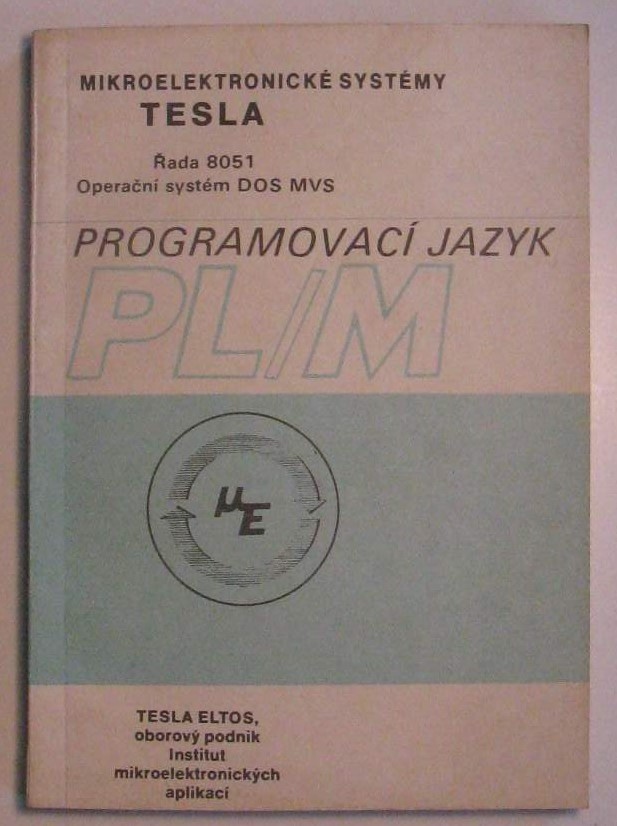 MIKROELEKTRONICKÉ SYSTÉMY
TESLA
Řada 8051
Operační systém DOS MVS
PROGRAMOVACÍ JAZYK
PL/M
µE
TESLA ELTOS,
oborový podnik
Institut
mikroelektronických
aplikací